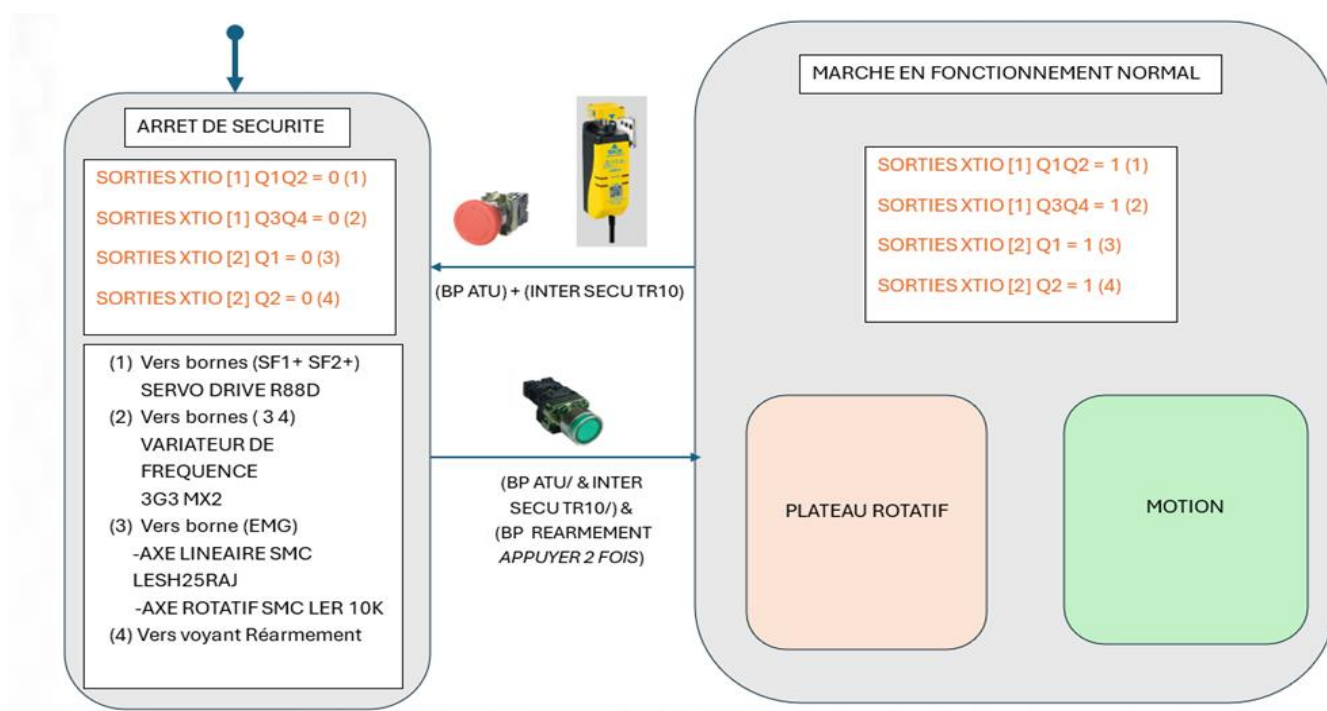 ARRET DE SECURITE
SORTIES XTIO [1] Q1Q2 = 0 (1)
SORTIES XTIO [1] Q3Q4 = 0 (2)
SORTIES XTIO [2] Q1 = 0 (3)
SORTIES XTIO [2] Q2 = 0 (4)
(1) Vers bornes (SF1+ SF2+)
SERVO DRIVE R88D
(2) Vers bornes ( 3 4)
VARIATEUR DE
FREQUENCE
3G3 MX2
(3) Vers borne (EMG)
-AXE LINEAIRE SMC
LESH25RAJ
-AXE ROTATIF SMC LER 10K
(4) Vers voyant Réarmement
(BP ATU) + (INTER SECU TR10)
(BP ATU/ & INTER
SECU TR10/) &
(BP REARMEMENT
APPUYER 2 FOIS)
MARCHE EN FONCTIONNEMENT NORMAL
SORTIES XTIO [1] Q1Q2 = 1 (1)
SORTIES XTIO [1] Q3Q4 = 1 (2)
SORTIES XTIO [2] Q1 = 1 (3)
SORTIES XTIO [2] Q2 = 1 (4)
PLATEAU ROTATIF
MOTION